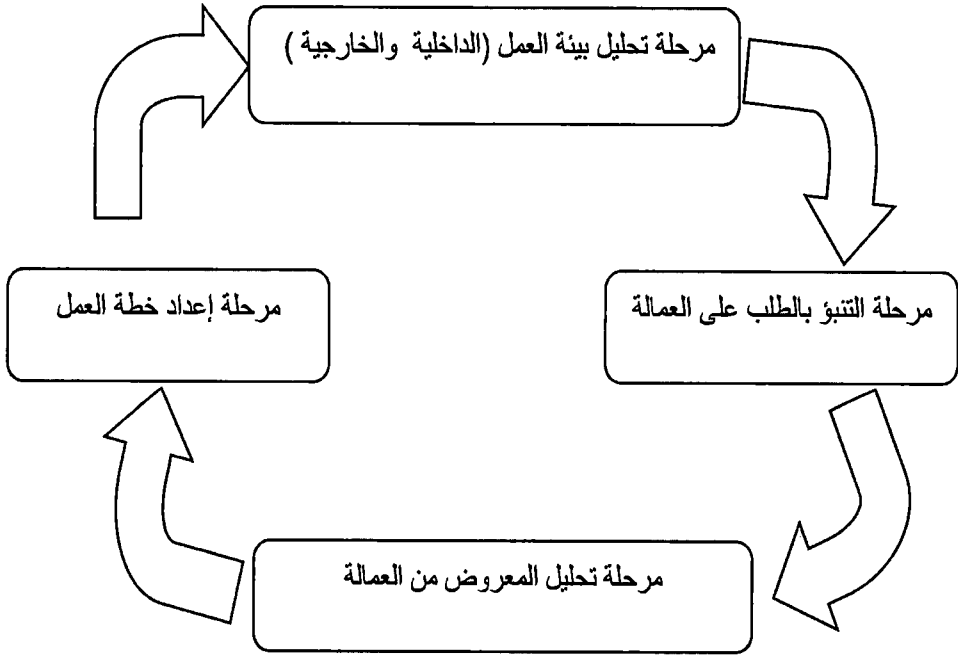 مرحلة تحليل بيئة العمل (الداخلية والخارجية )
مرحلة التنبؤ بالطلب على العمالة
مرحلة إعداد خطة العمل
مرحلة تحليل المعروض من العمالة